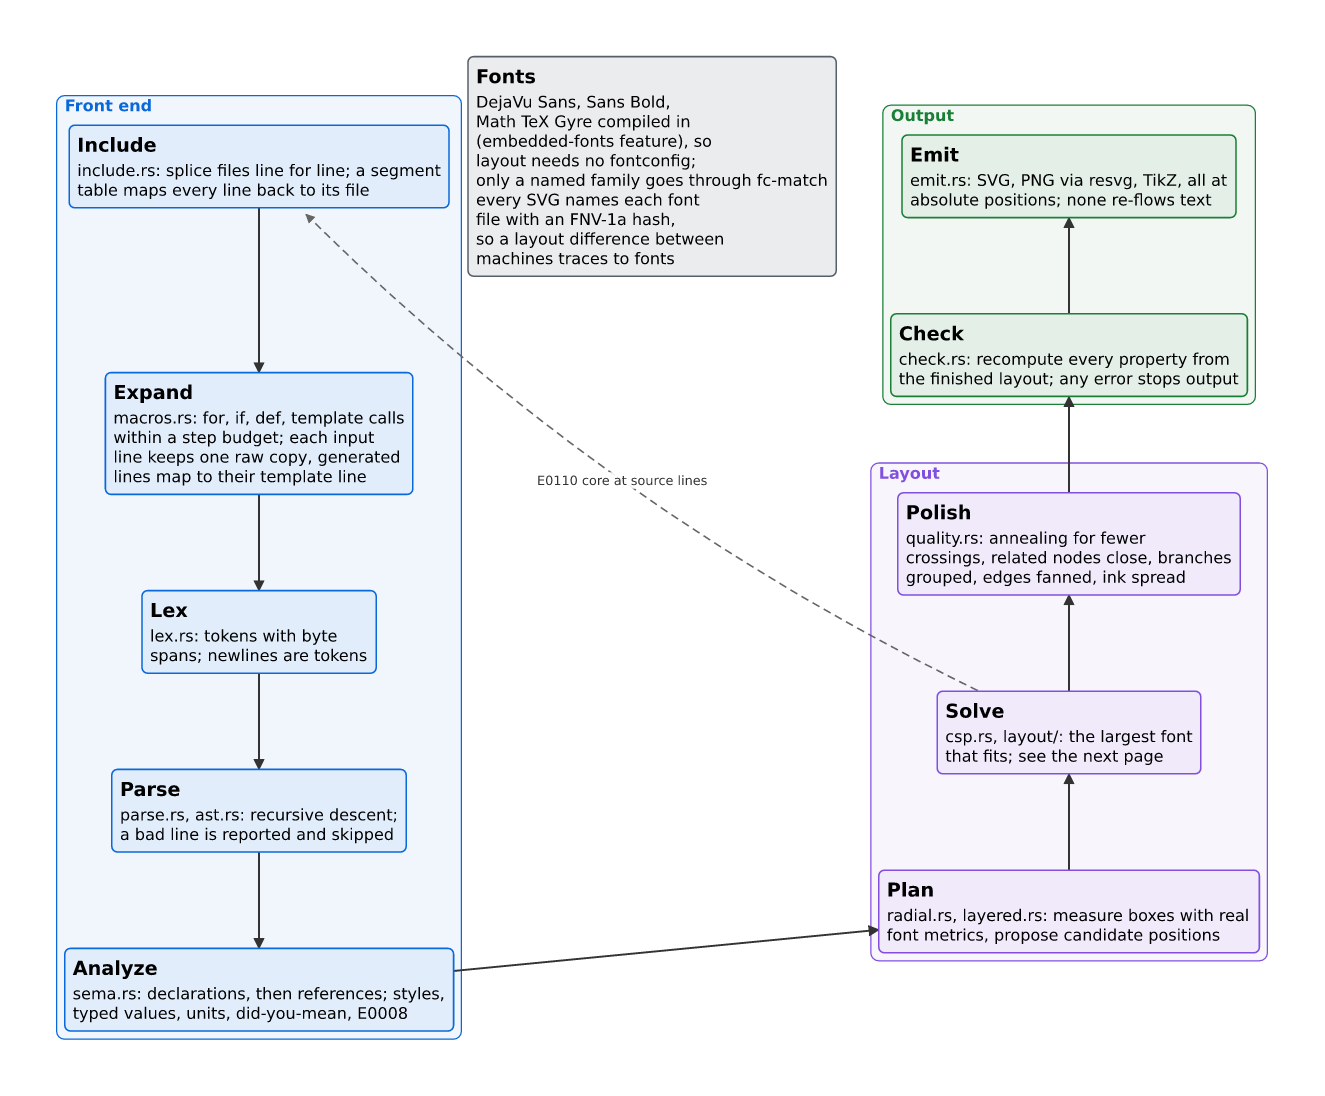 Front end
Include
include.rs: splice files line for line; a segment
table maps every line back to its file
Expand
macros.rs: for, if, def, template calls
within a step budget; each input
line keeps one raw copy, generated
lines map to their template line
Lex
lex.rs: tokens with byte
spans; newlines are tokens
Parse
parse.rs, ast.rs: recursive descent;
a bad line is reported and skipped
Analyze
sema.rs: declarations, then references; styles,
typed values, units, did-you-mean, E0008
Fonts
DejaVu Sans, Sans Bold,
Math TeX Gyre compiled in
(embedded-fonts feature), so
layout needs no fontconfig;
only a named family goes through fc-match
every SVG names each font
file with an FNV-1a hash,
so a layout difference between
machines traces to fonts
E0110 core at source lines
Output
Emit
emit.rs: SVG, PNG via resvg, TikZ, all at
absolute positions; none re-flows text
Check
check.rs: recompute every property from
the finished layout; any error stops output
Layout
Polish
quality.rs: annealing for fewer
crossings, related nodes close, branches
grouped, edges fanned, ink spread
Solve
csp.rs, layout/: the largest font
that fits; see the next page
Plan
radial.rs, layered.rs: measure boxes with real
font metrics, propose candidate positions